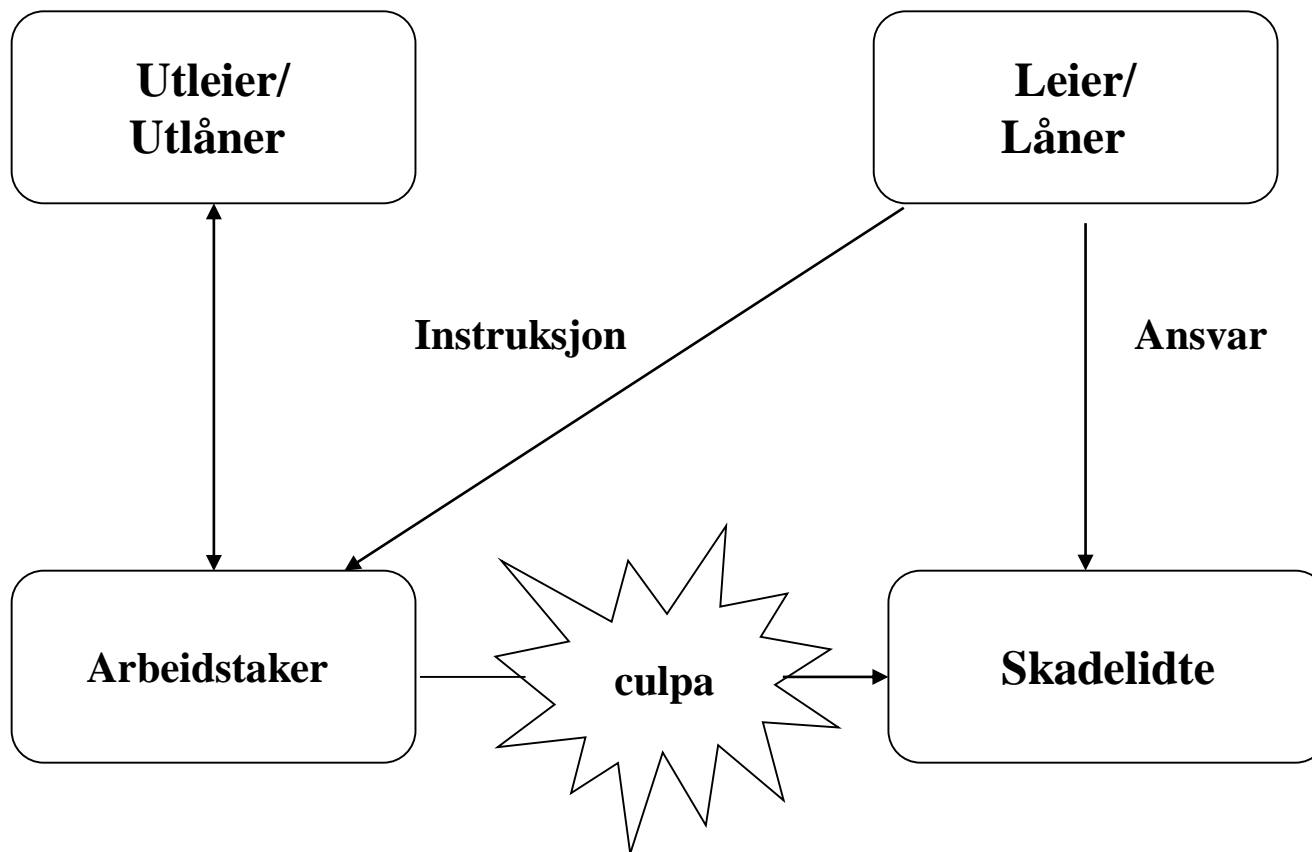 Utleier/
Utlåner
Leier/
Låner
Instruksjon
Ansvar
Arbeidstaker
culpa
Skadelidte